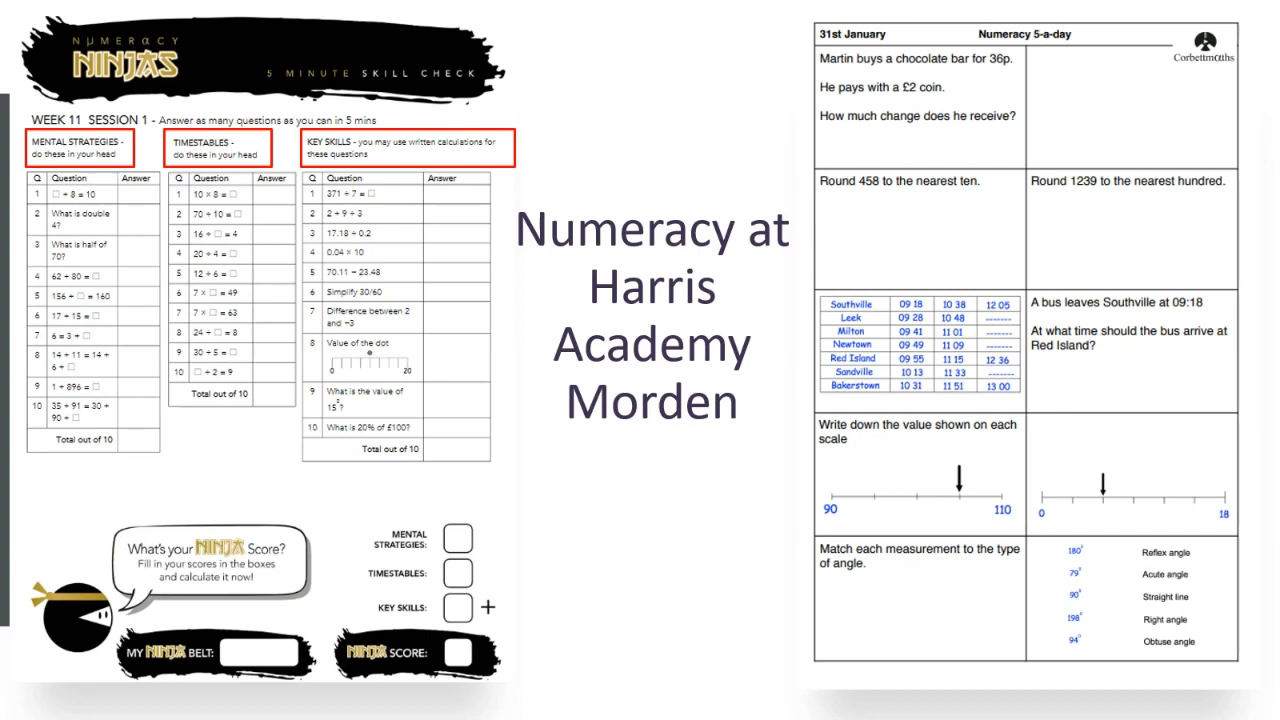 NUMERACY
NINJAS
5 MINUTE SKILL CHECK
WEEK 11 SESSION 1 - Answer as many questions as you can in 5 mins
MENTAL STRATEGIES -
do these in your head
Q Question Answer
1 □ + 8 = 10
2 What is double
4?
3 What is half of
70?
4 62 + 80 = □
5 156 + □ = 160
6 17 + 15 = □
7 6 = 3 + □
8 14 + 11 = 14 +
6 + □
9 1 + 896 = □
10 35 + 91 = 30 +
90 + □
Total out of 10
TIMESTABLES -
do these in your head
Q Question Answer
1 10 × 8 = □
2 70 ÷ 10 = □
3 16 ÷ □ = 4
4 20 ÷ 4 = □
5 12 ÷ 6 = □
6 7 × □ = 49
7 7 × □ = 63
8 24 ÷ □ = 8
9 30 ÷ 5 = □
10 □ ÷ 2 = 9
Total out of 10
KEY SKILLS - you may use written calculations for
these questions
Q Question Answer
1 371 ÷ 7 = □
2 2 + 9 ÷ 3
3 17.18 ÷ 0.2
4 0.04 × 10
5 70.11 − 23.48
6 Simplify 30/60
7 Difference between 2
and −3
8 Value of the dot
0 20
9 What is the value of
15²?
10 What is 20% of £100?
Total out of 10
What's your NINJA Score?
Fill in your scores in the boxes
and calculate it now!
MENTAL
STRATEGIES:
TIMESTABLES:
KEY SKILLS: +
MY NINJA BELT:
NINJA SCORE:
Numeracy at
Harris
Academy
Morden
31st January Numeracy 5-a-day
Corbettmαths
Martin buys a chocolate bar for 36p.
He pays with a £2 coin.
How much change does he receive?
Round 458 to the nearest ten.
Round 1239 to the nearest hundred.
Southville 09 18 10 38 12 05
Leek 09 28 10 48 -------
Milton 09 41 11 01 -------
Newtown 09 49 11 09 -------
Red Island 09 55 11 15 12 36
Sandville 10 13 11 33 -------
Bakerstown 10 31 11 51 13 00
A bus leaves Southville at 09:18
At what time should the bus arrive at
Red Island?
Write down the value shown on each
scale
90 110
0 18
Match each measurement to the type
of angle.
180° Reflex angle
79° Acute angle
90° Straight line
198° Right angle
94° Obtuse angle